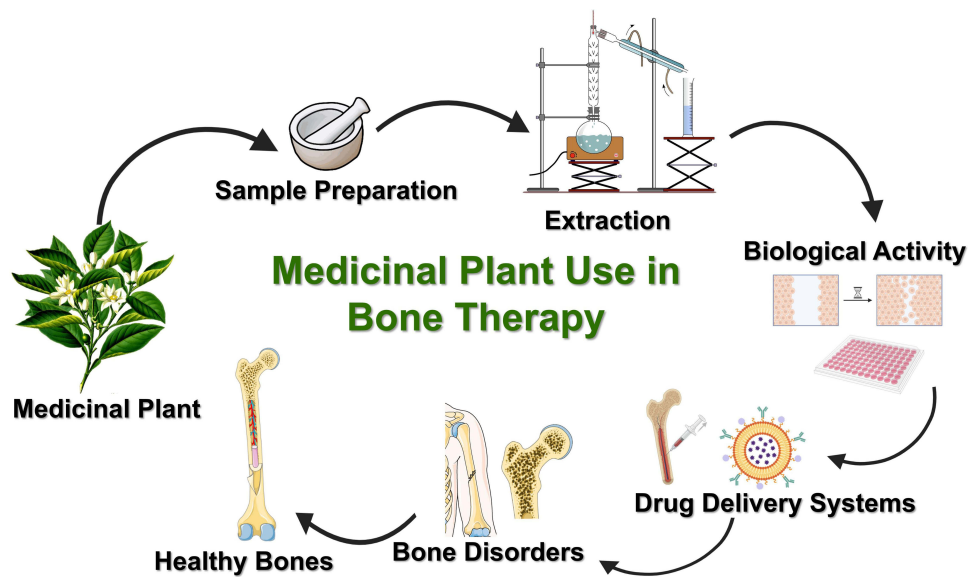 Sample Preparation
Extraction
Biological Activity
Medicinal Plant Use in
Bone Therapy
Medicinal Plant
Drug Delivery Systems
Bone Disorders
Healthy Bones